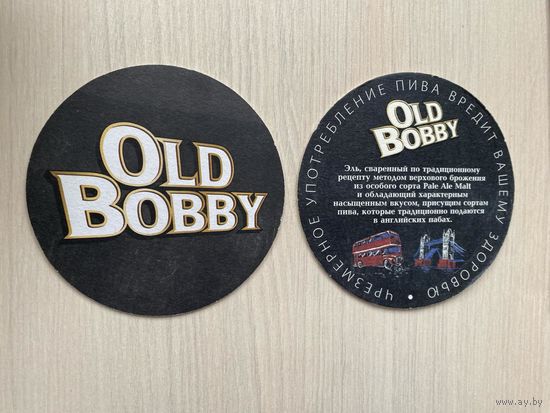 OLD
BOBBY
ЧРЕЗМЕРНОЕ УПОТРЕБЛЕНИЕ ПИВА ВРЕДИТ ВАШЕМУ ЗДОРОВЬЮ •
OLD
BOBBY
Эль, сваренный по традиционному
рецепту методом верхового брожения
из особого сорта Pale Ale Malt
и обладающий характерным
насыщенным вкусом, присущим сортам
пива, которые традиционно подаются
в английских пабах.
www.ay.by